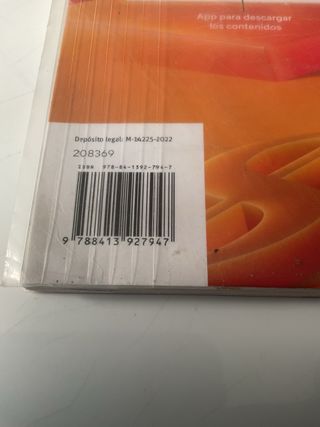 App para descargar
los contenidos
Depósito legal: M-14225-2022
208369
ISBN 978-84-1392-794-7
9 788413 927947